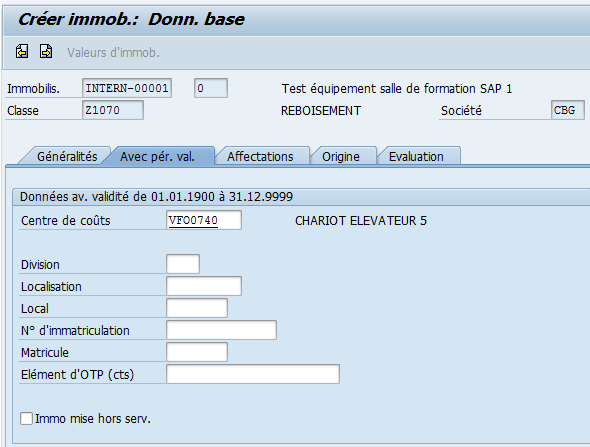 Créer immob.: Donn. base
Valeurs d'immob.
Immobilis. INTERN-00001 0 Test équipement salle de formation SAP 1
Classe Z1070 REBOISEMENT Société CBG
Généralités Avec pér. val. Affectations Origine Evaluation
Données av. validité de 01.01.1900 à 31.12.9999
Centre de coûts VFO0740 CHARIOT ELEVATEUR 5
Division
Localisation
Local
N° d'immatriculation
Matricule
Elément d'OTP (cts)
Immo mise hors serv.